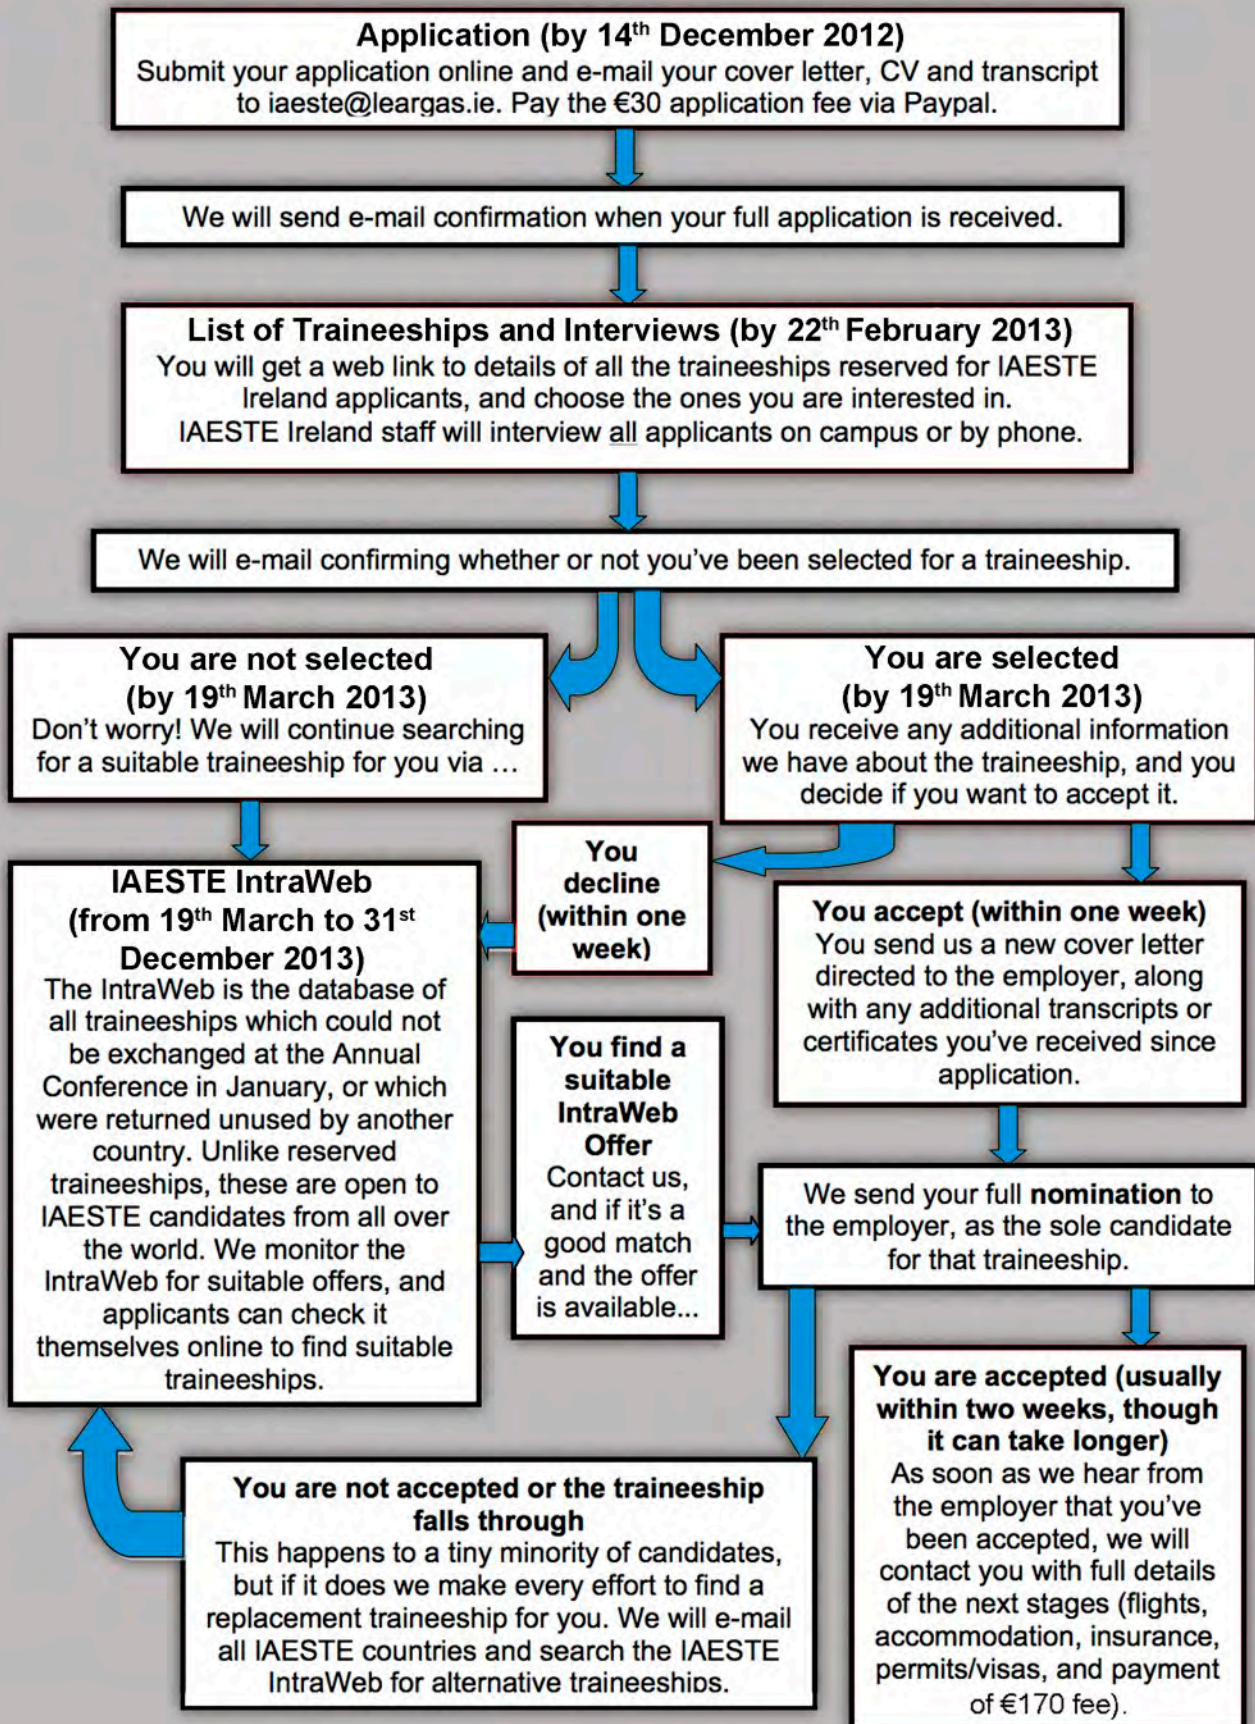 Application (by 14th December 2012)
Submit your application online and e-mail your cover letter, CV and transcript
to iaeste@leargas.ie. Pay the €30 application fee via Paypal.
We will send e-mail confirmation when your full application is received.
List of Traineeships and Interviews (by 22th February 2013)
You will get a web link to details of all the traineeships reserved for IAESTE
Ireland applicants, and choose the ones you are interested in.
IAESTE Ireland staff will interview all applicants on campus or by phone.
We will e-mail confirming whether or not you've been selected for a traineeship.
You are not selected
(by 19th March 2013)
Don't worry! We will continue searching
for a suitable traineeship for you via …
You are selected
(by 19th March 2013)
You receive any additional information
we have about the traineeship, and you
decide if you want to accept it.
You
decline
(within one
week)
You accept (within one week)
You send us a new cover letter
directed to the employer, along
with any additional transcripts or
certificates you've received since
application.
IAESTE IntraWeb
(from 19th March to 31st
December 2013)
The IntraWeb is the database of
all traineeships which could not
be exchanged at the Annual
Conference in January, or which
were returned unused by another
country. Unlike reserved
traineeships, these are open to
IAESTE candidates from all over
the world. We monitor the
IntraWeb for suitable offers, and
applicants can check it
themselves online to find suitable
traineeships.
You find a
suitable
IntraWeb
Offer
Contact us,
and if it's a
good match
and the offer
is available...
We send your full nomination to
the employer, as the sole candidate
for that traineeship.
You are not accepted or the traineeship
falls through
This happens to a tiny minority of candidates,
but if it does we make every effort to find a
replacement traineeship for you. We will e-mail
all IAESTE countries and search the IAESTE
IntraWeb for alternative traineeships.
You are accepted (usually
within two weeks, though
it can take longer)
As soon as we hear from
the employer that you've
been accepted, we will
contact you with full details
of the next stages (flights,
accommodation, insurance,
permits/visas, and payment
of €170 fee).